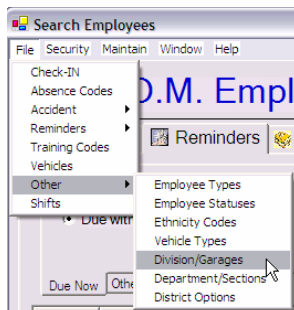 Search Employees
File Security Maintain Window Help
Check-IN
Absence Codes
Accident
Reminders
Training Codes
Vehicles
Other
Shifts
.M. Empl
Reminders
Employee Types
Employee Statuses
Ethnicity Codes
Vehicle Types
Division/Garages
Department/Sections
District Options
Due with
Due Now Othe